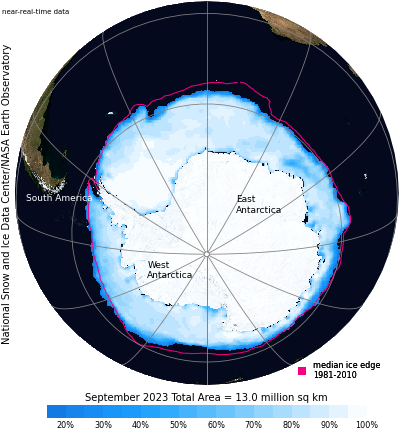 near-real-time data
National Snow and Ice Data Center/NASA Earth Observatory
South America
East
Antarctica
West
Antarctica
median ice edge
1981-2010
September 2023 Total Area = 13.0 million sq km
20% 30% 40% 50% 60% 70% 80% 90% 100%